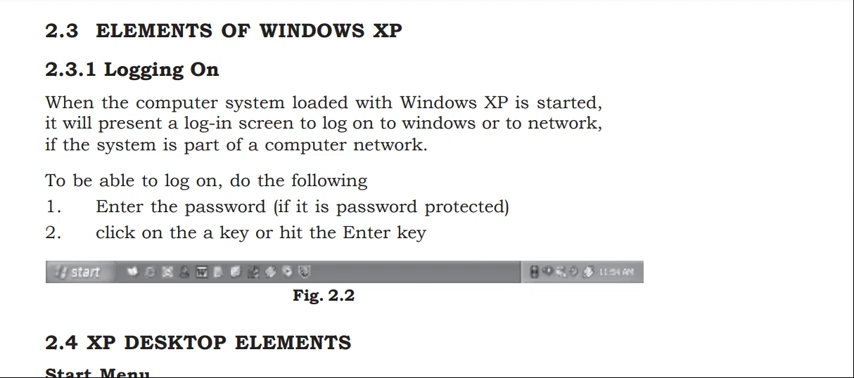 2.3 ELEMENTS OF WINDOWS XP
2.3.1 Logging On
When the computer system loaded with Windows XP is started,
it will present a log-in screen to log on to windows or to network,
if the system is part of a computer network.
To be able to log on, do the following
1. Enter the password (if it is password protected)
2. click on the a key or hit the Enter key
start 11:54 AM
Fig. 2.2
2.4 XP DESKTOP ELEMENTS
Start Menu